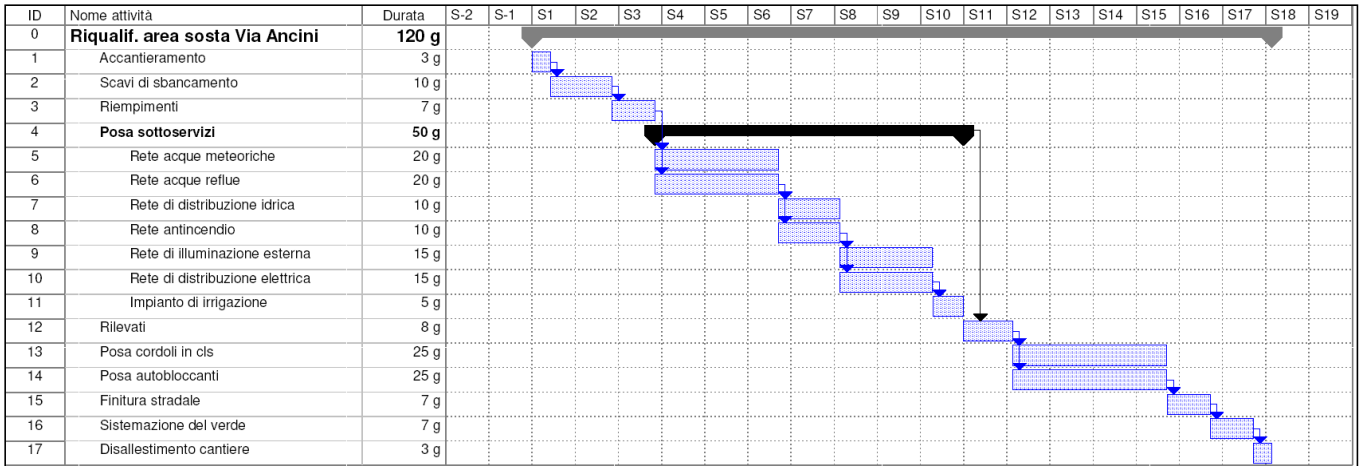 ID Nome attività Durata S-2 S-1 S1 S2 S3 S4 S5 S6 S7 S8 S9 S10 S11 S12 S13 S14 S15 S16 S17 S18 S19
0 Riqualif. area sosta Via Ancini 120 g
1 Accantieramento 3 g
2 Scavi di sbancamento 10 g
3 Riempimenti 7 g
4 Posa sottoservizi 50 g
5 Rete acque meteoriche 20 g
6 Rete acque reflue 20 g
7 Rete di distribuzione idrica 10 g
8 Rete antincendio 10 g
9 Rete di illuminazione esterna 15 g
10 Rete di distribuzione elettrica 15 g
11 Impianto di irrigazione 5 g
12 Rilevati 8 g
13 Posa cordoli in cls 25 g
14 Posa autobloccanti 25 g
15 Finitura stradale 7 g
16 Sistemazione del verde 7 g
17 Disallestimento cantiere 3 g